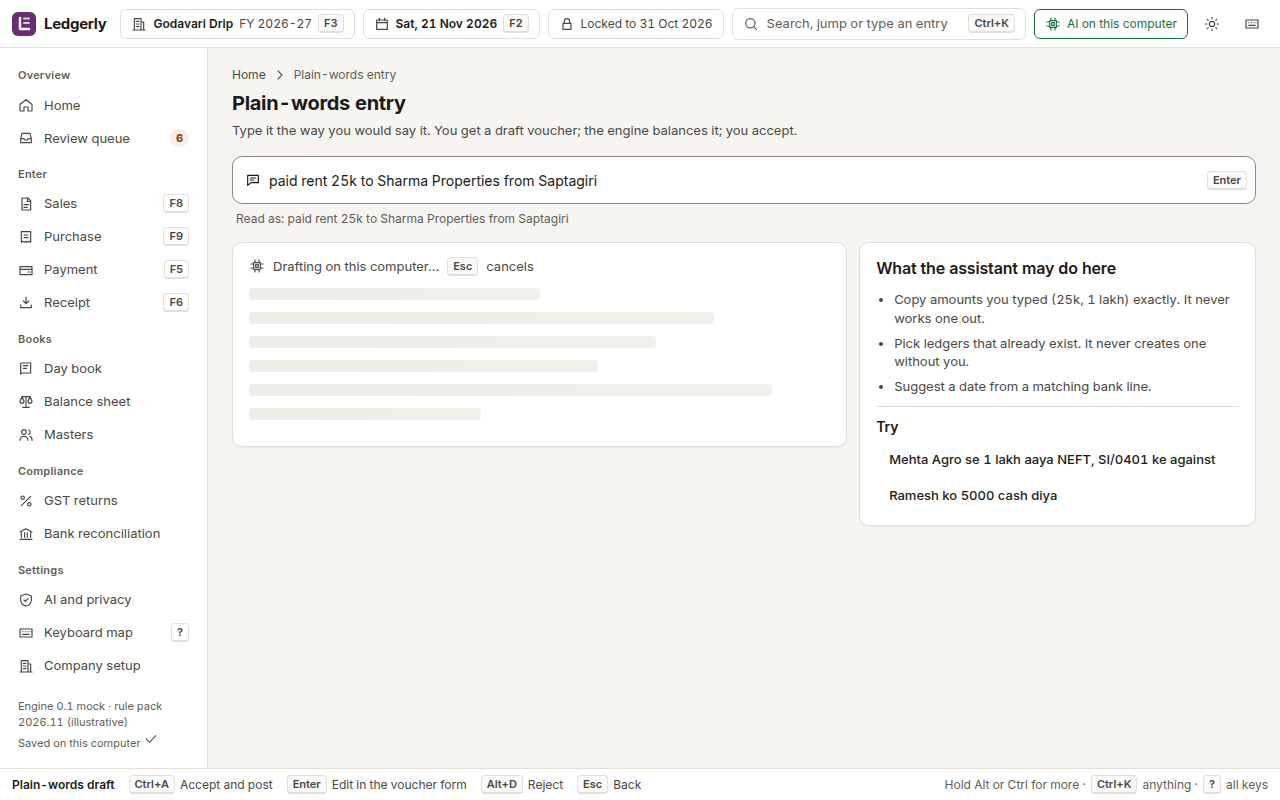 Ledgerly
Godavari Drip FY 2026-27 F3
Sat, 21 Nov 2026 F2
Locked to 31 Oct 2026
Search, jump or type an entry Ctrl+K
AI on this computer
Overview
Home
Review queue 6
Enter
Sales F8
Purchase F9
Payment F5
Receipt F6
Books
Day book
Balance sheet
Masters
Compliance
GST returns
Bank reconciliation
Settings
AI and privacy
Keyboard map ?
Company setup
Engine 0.1 mock · rule pack
2026.11 (illustrative)
Saved on this computer
Home Plain-words entry
Plain-words entry
Type it the way you would say it. You get a draft voucher; the engine balances it; you accept.
paid rent 25k to Sharma Properties from Saptagiri Enter
Read as: paid rent 25k to Sharma Properties from Saptagiri
Drafting on this computer... Esc cancels
What the assistant may do here
• Copy amounts you typed (25k, 1 lakh) exactly. It never
works one out.
• Pick ledgers that already exist. It never creates one
without you.
• Suggest a date from a matching bank line.
Try
Mehta Agro se 1 lakh aaya NEFT, SI/0401 ke against
Ramesh ko 5000 cash diya
Plain-words draft Ctrl+A Accept and post Enter Edit in the voucher form Alt+D Reject Esc Back
Hold Alt or Ctrl for more · Ctrl+K anything · ? all keys